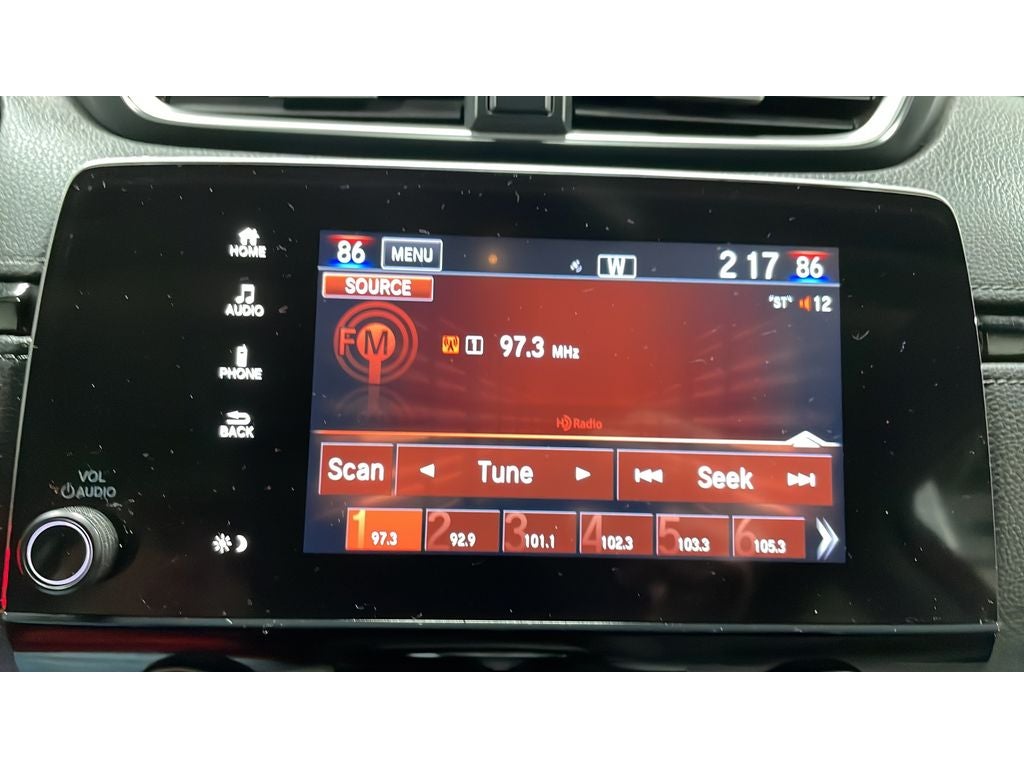 HOME
AUDIO
PHONE
BACK
VOL
AUDIO
86 MENU W 2 17 86
SOURCE
"ST" 12
FM 1 97.3 MHz
HD Radio
Scan Tune Seek
1 97.3 2 92.9 3 101.1 4 102.3 5 103.3 6 105.3